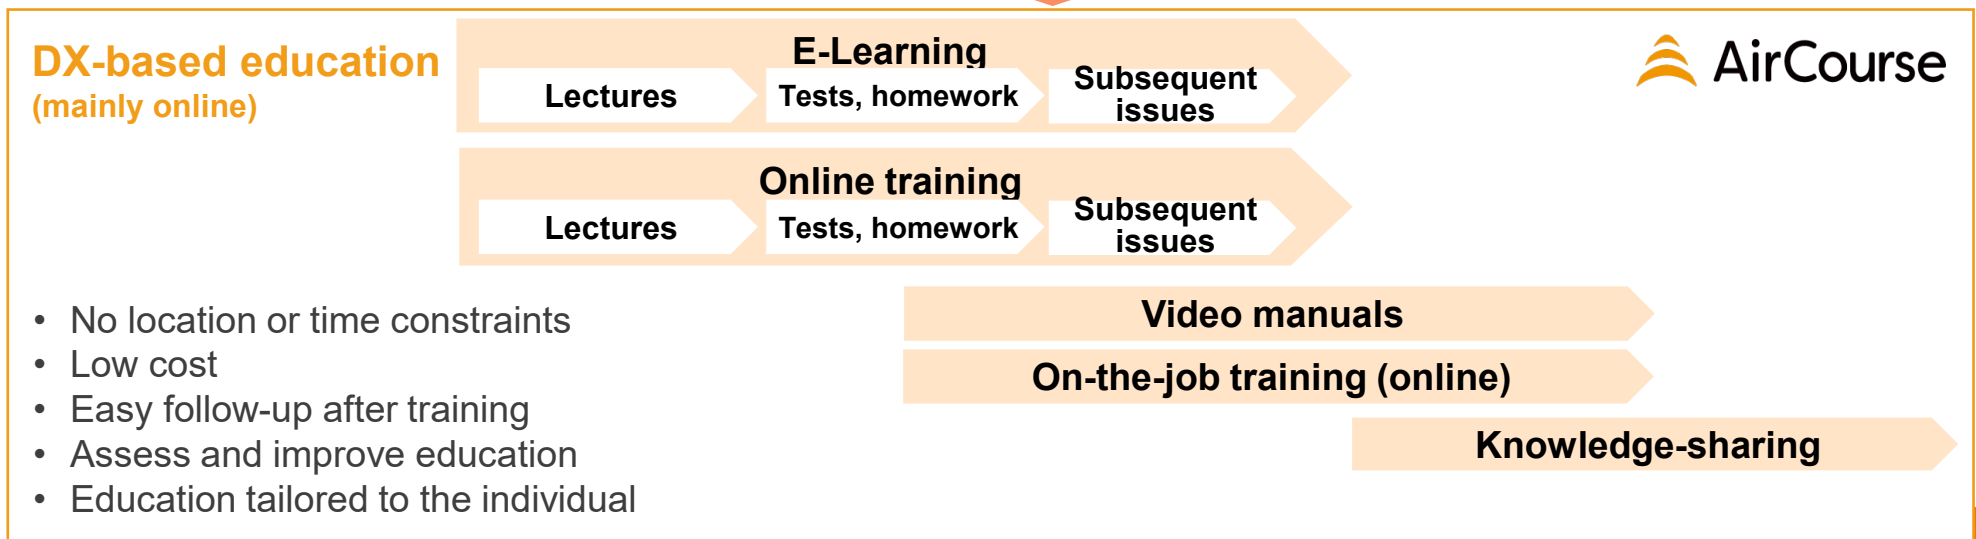 DX-based education
(mainly online)
E-Learning
Lectures
Tests, homework
Subsequent
issues
AirCourse
Online training
Lectures
Tests, homework
Subsequent
issues
Video manuals
On-the-job training (online)
Knowledge-sharing
• No location or time constraints
• Low cost
• Easy follow-up after training
• Assess and improve education
• Education tailored to the individual